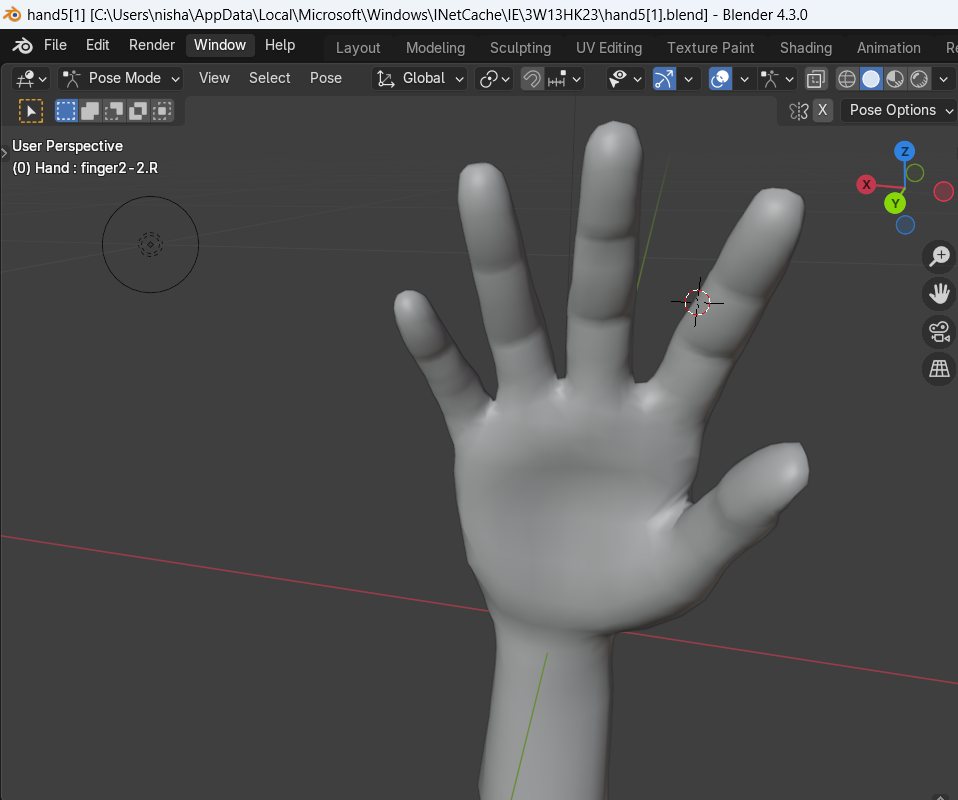 hand5[1] [C:\Users\nisha\AppData\Local\Microsoft\Windows\INetCache\IE\3W13HK23\hand5[1].blend] - Blender 4.3.0
File Edit Render Window Help Layout Modeling Sculpting UV Editing Texture Paint Shading Animation Re
Pose Mode View Select Pose Global
X Pose Options
User Perspective
(0) Hand : finger2-2.R
Z
X
Y